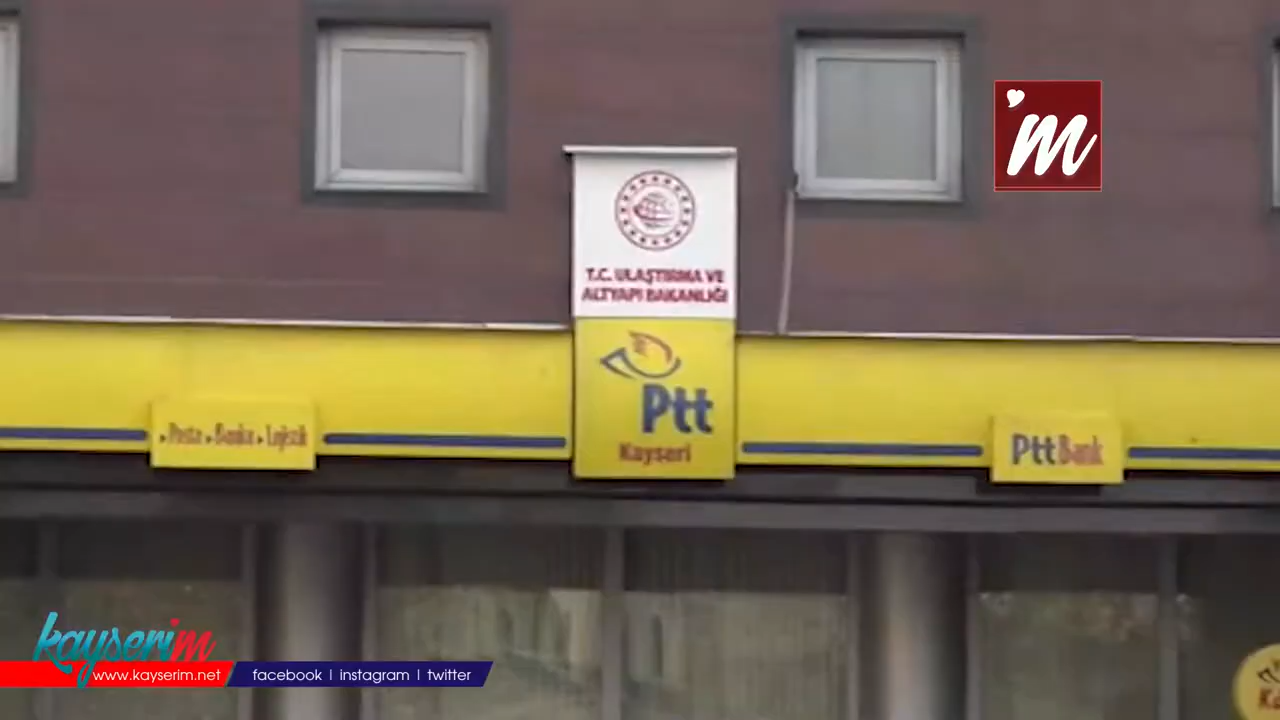 'm
T.C. ULAŞTIRMA VE
ALTYAPI BAKANLIĞI
Ptt
Kayseri
▸Posta ▸Banka ▸Lojistik
PttBank
kayserim
www.kayserim.net
facebook | instagram | twitter